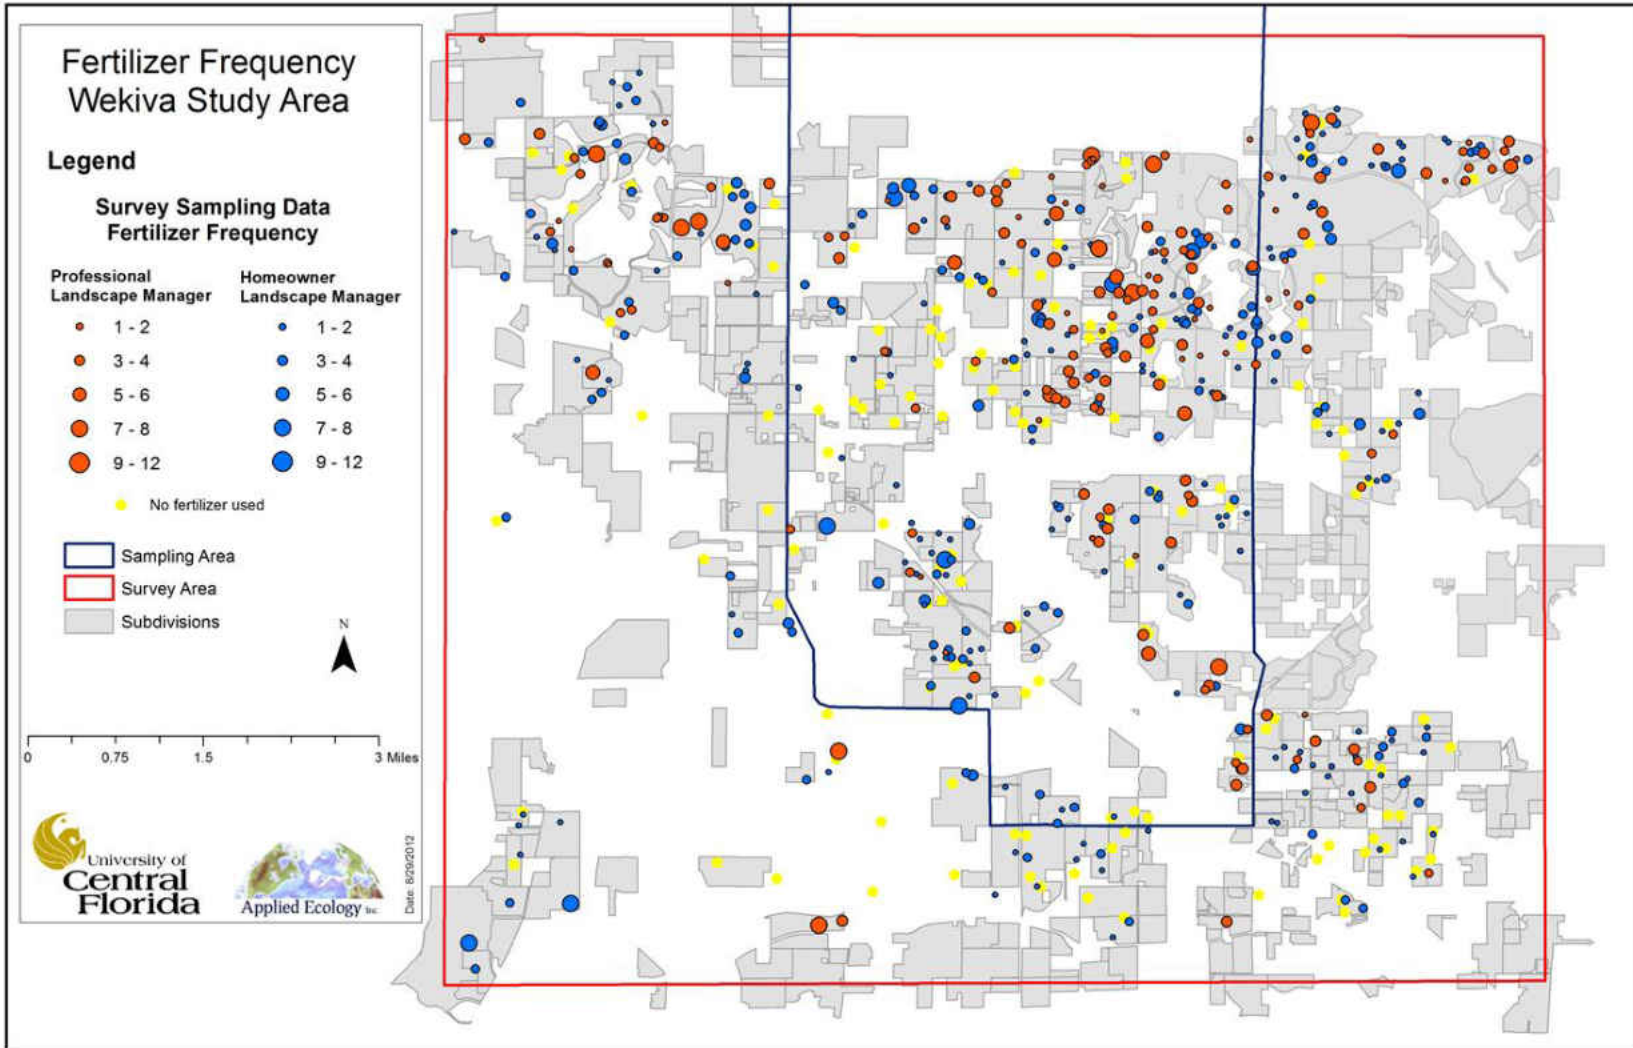 Fertilizer Frequency
Wekiva Study Area
Legend
Survey Sampling Data
Fertilizer Frequency
Professional
Landscape Manager
Homeowner
Landscape Manager
1 - 2
1 - 2
3 - 4
3 - 4
5 - 6
5 - 6
7 - 8
7 - 8
9 - 12
9 - 12
No fertilizer used
Sampling Area
Survey Area
Subdivisions
N
0 0.75 1.5 3 Miles
University of
Central
Florida
Applied Ecology Inc.
Date: 8/29/2012